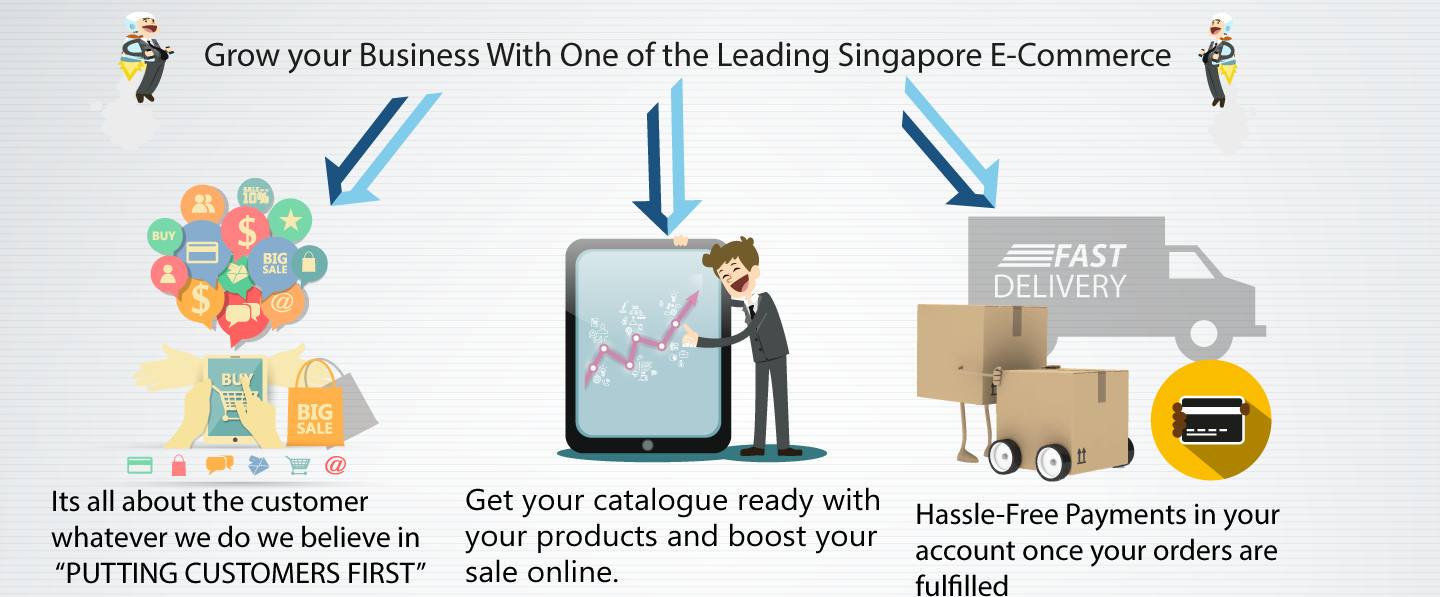 Grow your Business With One of the Leading Singapore E-Commerce
SALE
10%
BUY
$
BIG
SALE
$
@
BUY
BIG
SALE
@
FAST
DELIVERY
Its all about the customer
whatever we do we believe in
“PUTTING CUSTOMERS FIRST”
Get your catalogue ready with
your products and boost your
sale online.
Hassle-Free Payments in your
account once your orders are
fulfilled